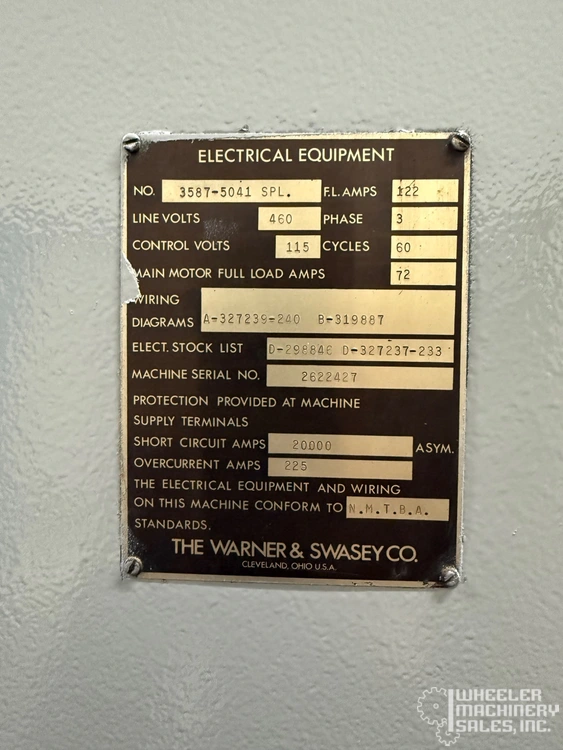 ELECTRICAL EQUIPMENT
NO. 3587-5041 SPL. F.L. AMPS 122
LINE VOLTS 460 PHASE 3
CONTROL VOLTS 115 CYCLES 60
MAIN MOTOR FULL LOAD AMPS 72
WIRING
DIAGRAMS A-327239-240 B-319887
ELECT. STOCK LIST D-298846 D-327237-233
MACHINE SERIAL NO. 2622427
PROTECTION PROVIDED AT MACHINE
SUPPLY TERMINALS
SHORT CIRCUIT AMPS 20000 ASYM.
OVERCURRENT AMPS 225
THE ELECTRICAL EQUIPMENT AND WIRING
ON THIS MACHINE CONFORM TO N.M.T.B.A.
STANDARDS.
THE WARNER & SWASEY CO.
CLEVELAND, OHIO U.S.A.
WHEELER
MACHINERY
SALES, INC.